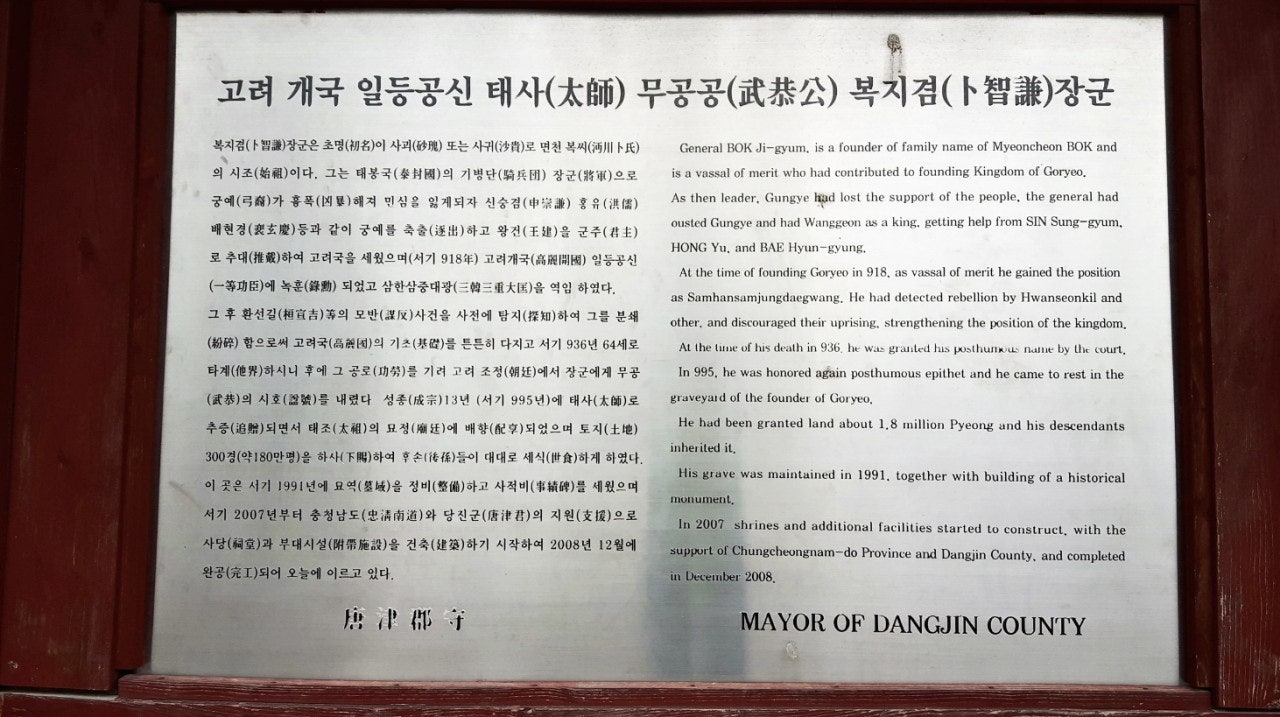 고려 개국 일등공신 태사(太師) 무공공(武恭公) 복지겸(卜智謙)장군
복지겸(卜智謙)장군은 초명(初名)이 사괴(砂瑰) 또는 사귀(沙貴)로 면천 복씨(沔川卜氏)
의 시조(始祖)이다. 그는 태봉국(泰封國)의 기병단(騎兵団) 장군(將軍)으로
궁예(弓裔)가 흉폭(凶暴)해져 민심을 잃게되자 신숭겸(申崇謙) 홍유(洪儒)
배현경(裵玄慶)등과 같이 궁예를 축출(逐出)하고 왕건(王建)을 군주(君主)
로 추대(推戴)하여 고려국을 세웠으며(서기 918年) 고려개국(高麗開國) 일등공신
(一等功臣)에 녹훈(錄勳) 되었고 삼한삼중대광(三韓三重大匡)을 역임 하였다.
그 후 환선길(桓宣吉)等의 모반(謀反)사건을 사전에 탐지(探知)하여 그를 분쇄
(紛碎) 함으로써 고려국(高麗國)의 기초(基礎)를 튼튼히 다지고 서기 936년 64세로
타계(他界)하시니 후에 그 공로(功勞)를 기려 고려 조정(朝廷)에서 장군에게 무공
(武恭)의 시호(諡號)를 내렸다 성종(成宗)13년 (서기 995년)에 태사(太師)로
추증(追贈)되면서 태조(太祖)의 묘정(廟廷)에 배향(配享)되었으며 토지(土地)
300경(약180만평)을 하사(下賜)하여 후손(後孫)들이 대대로 세식(世食)하게 하였다.
이 곳은 서기 1991년에 묘역(墓域)을 정비(整備)하고 사적비(事績碑)를 세웠으며
서기 2007년부터 충청남도(忠淸南道)와 당진군(唐津君)의 지원(支援)으로
사당(祠堂)과 부대시설(附帶施設)을 건축(建築)하기 시작하여 2008년 12월에
완공(完工)되어 오늘에 이르고 있다.
唐津郡守
General BOK Ji-gyum, is a founder of family name of Myeoncheon BOK and
is a vassal of merit who had contributed to founding Kingdom of Goryeo.
As then leader, Gungye had lost the support of the people, the general had
ousted Gungye and had Wanggeon as a king, getting help from SIN Sung-gyum,
HONG Yu, and BAE Hyun-gyung.
At the time of founding Goryeo in 918, as vassal of merit he gained the position
as Samhansamjungdaegwang. He had detected rebellion by Hwanseonkil and
other, and discouraged their uprising, strengthening the position of the kingdom.
At the time of his death in 936, he was granted his posthumous name by the court.
In 995, he was honored again posthumous epithet and he came to rest in the
graveyard of the founder of Goryeo.
He had been granted land about 1.8 million Pyeong and his descendants
inherited it.
His grave was maintained in 1991, together with building of a historical
monument.
In 2007 shrines and additional facilities started to construct, with the
support of Chungcheongnam-do Province and Dangjin County, and completed
in December 2008.
MAYOR OF DANGJIN COUNTY